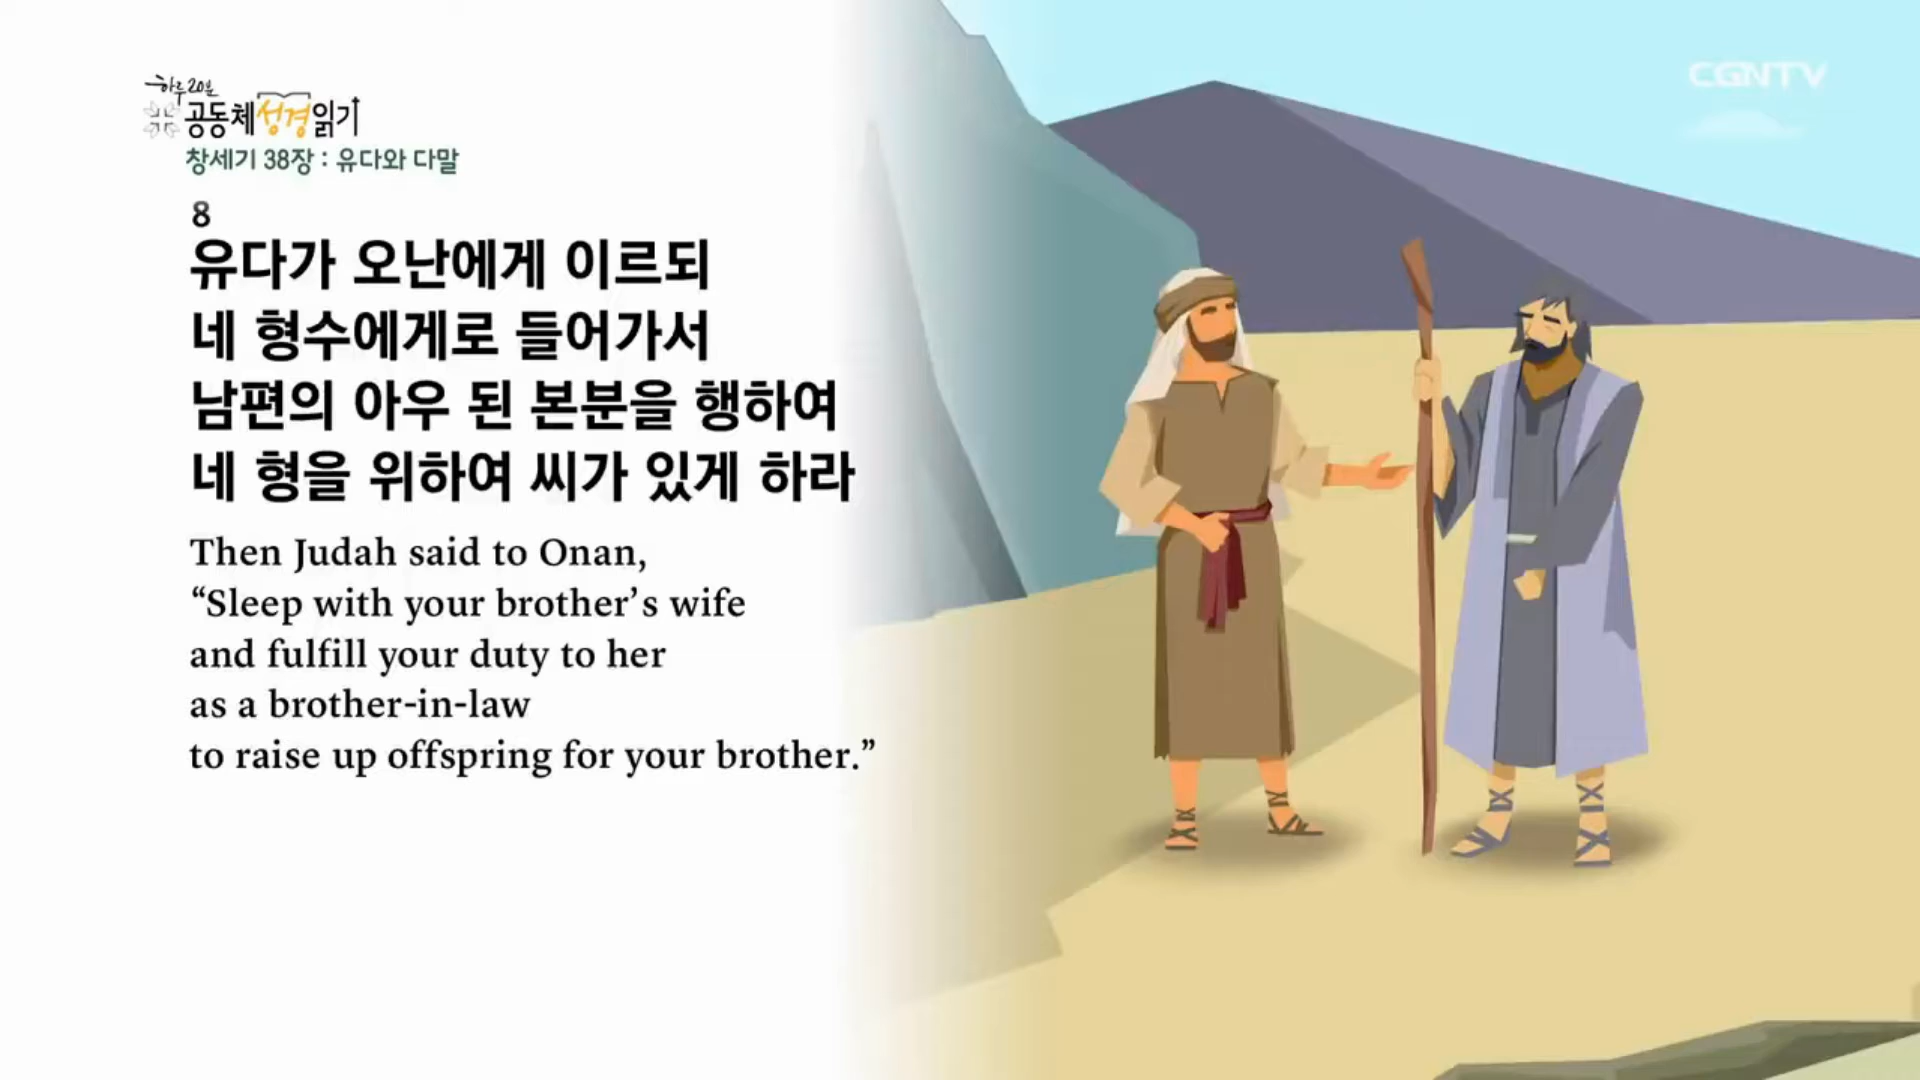 하루 20분
공동체성경읽기
창세기 38장 : 유다와 다말
CGNTV
8
유다가 오난에게 이르되
네 형수에게로 들어가서
남편의 아우 된 본분을 행하여
네 형을 위하여 씨가 있게 하라
Then Judah said to Onan,
“Sleep with your brother’s wife
and fulfill your duty to her
as a brother-in-law
to raise up offspring for your brother.”